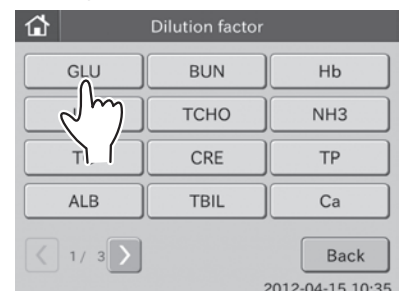 Dilution factor
GLU BUN Hb
TCHO NH3
CRE TP
ALB TBIL Ca
1/ 3 Back
2012-04-15 10:35